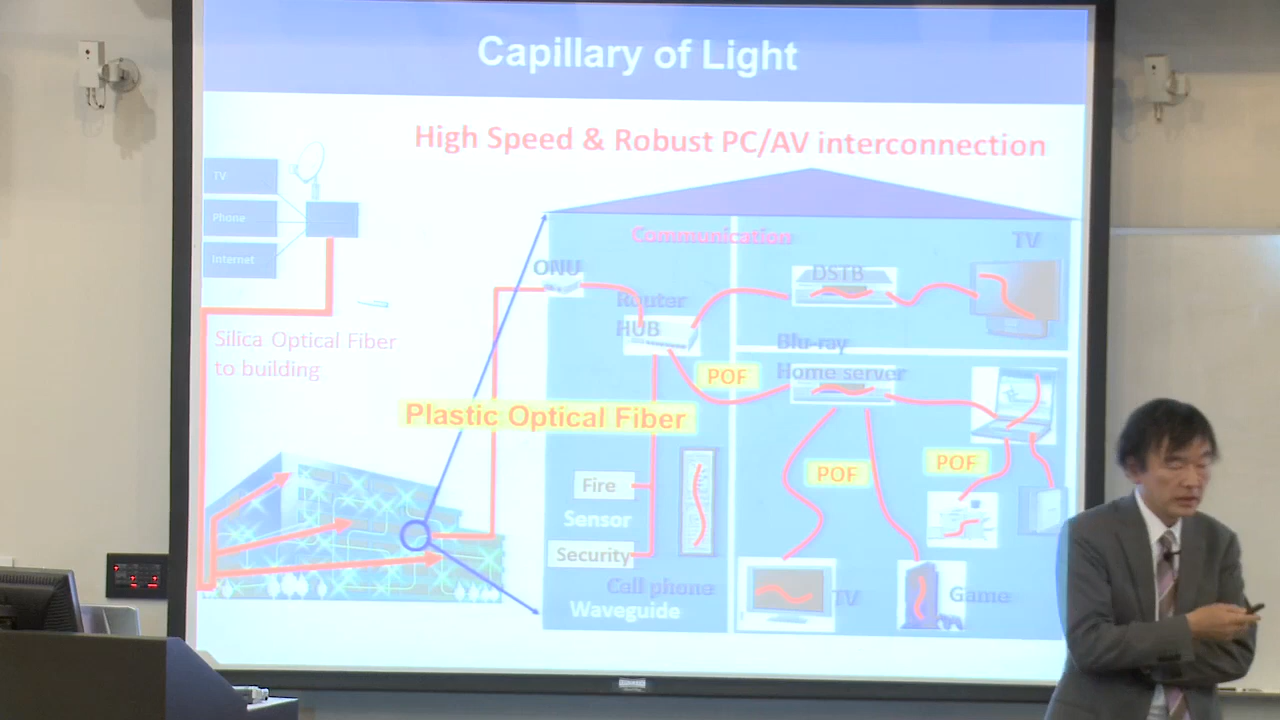 Capillary of Light
High Speed & Robust PC/AV interconnection
TV
Phone
Internet
Silica Optical Fiber
to building
Communication
TV
ONU
DSTB
Router
HUB
Blu-ray
Home server
POF
Plastic Optical Fiber
POF
POF
Fire
Sensor
Security
Cell phone
Waveguide
TV
Game